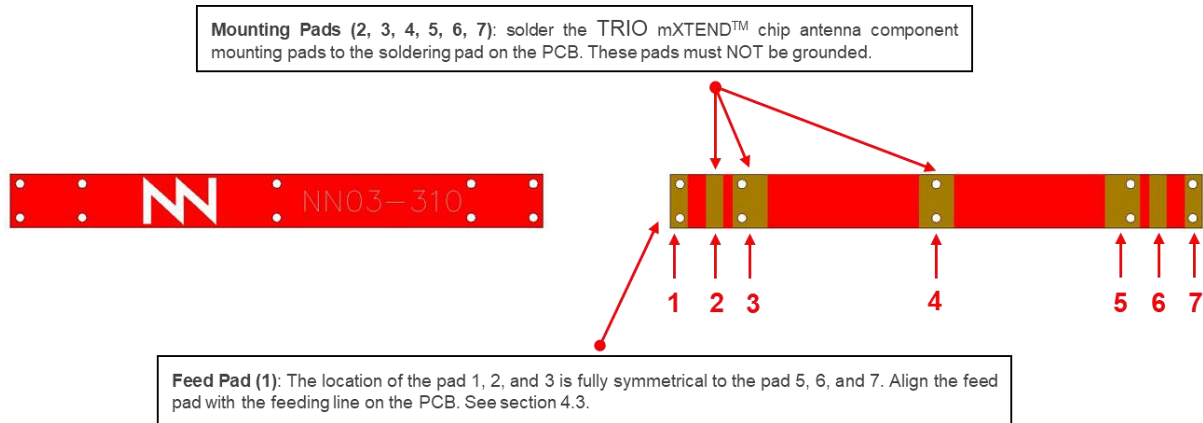 Mounting Pads (2, 3, 4, 5, 6, 7): solder the TRIO mXTEND™ chip antenna component
mounting pads to the soldering pad on the PCB. These pads must NOT be grounded.
NN
NN03-310
1
2
3
4
5
6
7
Feed Pad (1): The location of the pad 1, 2, and 3 is fully symmetrical to the pad 5, 6, and 7. Align the feed
pad with the feeding line on the PCB. See section 4.3.